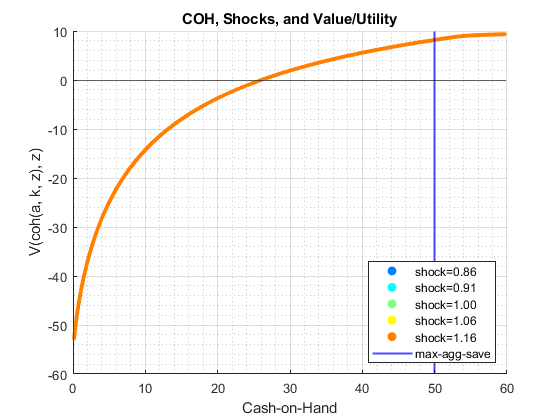 COH, Shocks, and Value/Utility
V(coh(a, k, z), z)
10
0
-10
-20
-30
-40
-50
-60
shock=0.86
shock=0.91
shock=1.00
shock=1.06
shock=1.16
max-agg-save
0
10
20
30
40
50
60
Cash-on-Hand